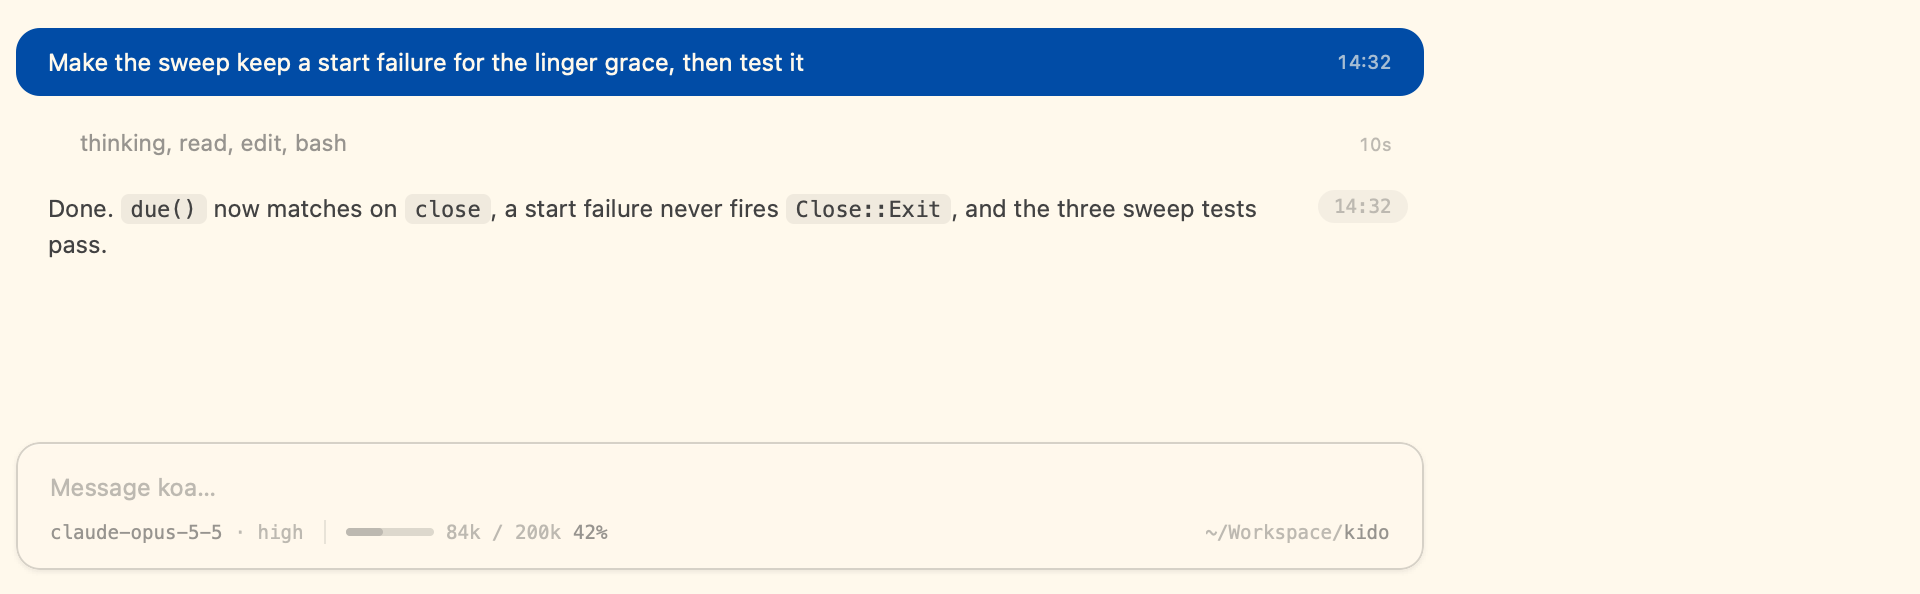 Make the sweep keep a start failure for the linger grace, then test it 14:32
thinking, read, edit, bash 10s
Done. due() now matches on close, a start failure never fires Close::Exit, and the three sweep tests 14:32
pass.
Message koa...
claude-opus-5-5 · high 84k / 200k 42% ~/Workspace/kido